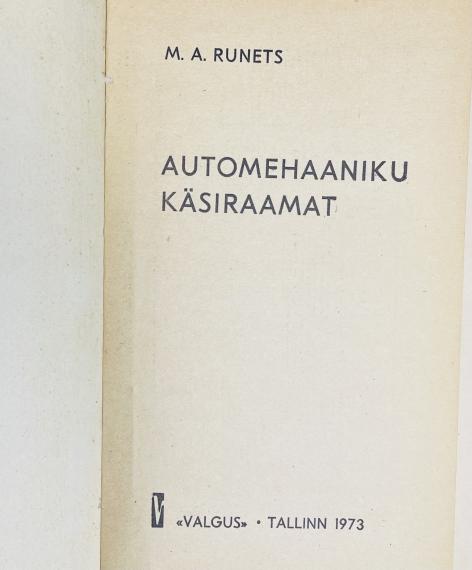 M. A. RUNETS
AUTOMEHAANIKU
KÄSIRAAMAT
V «VALGUS» • TALLINN 1973